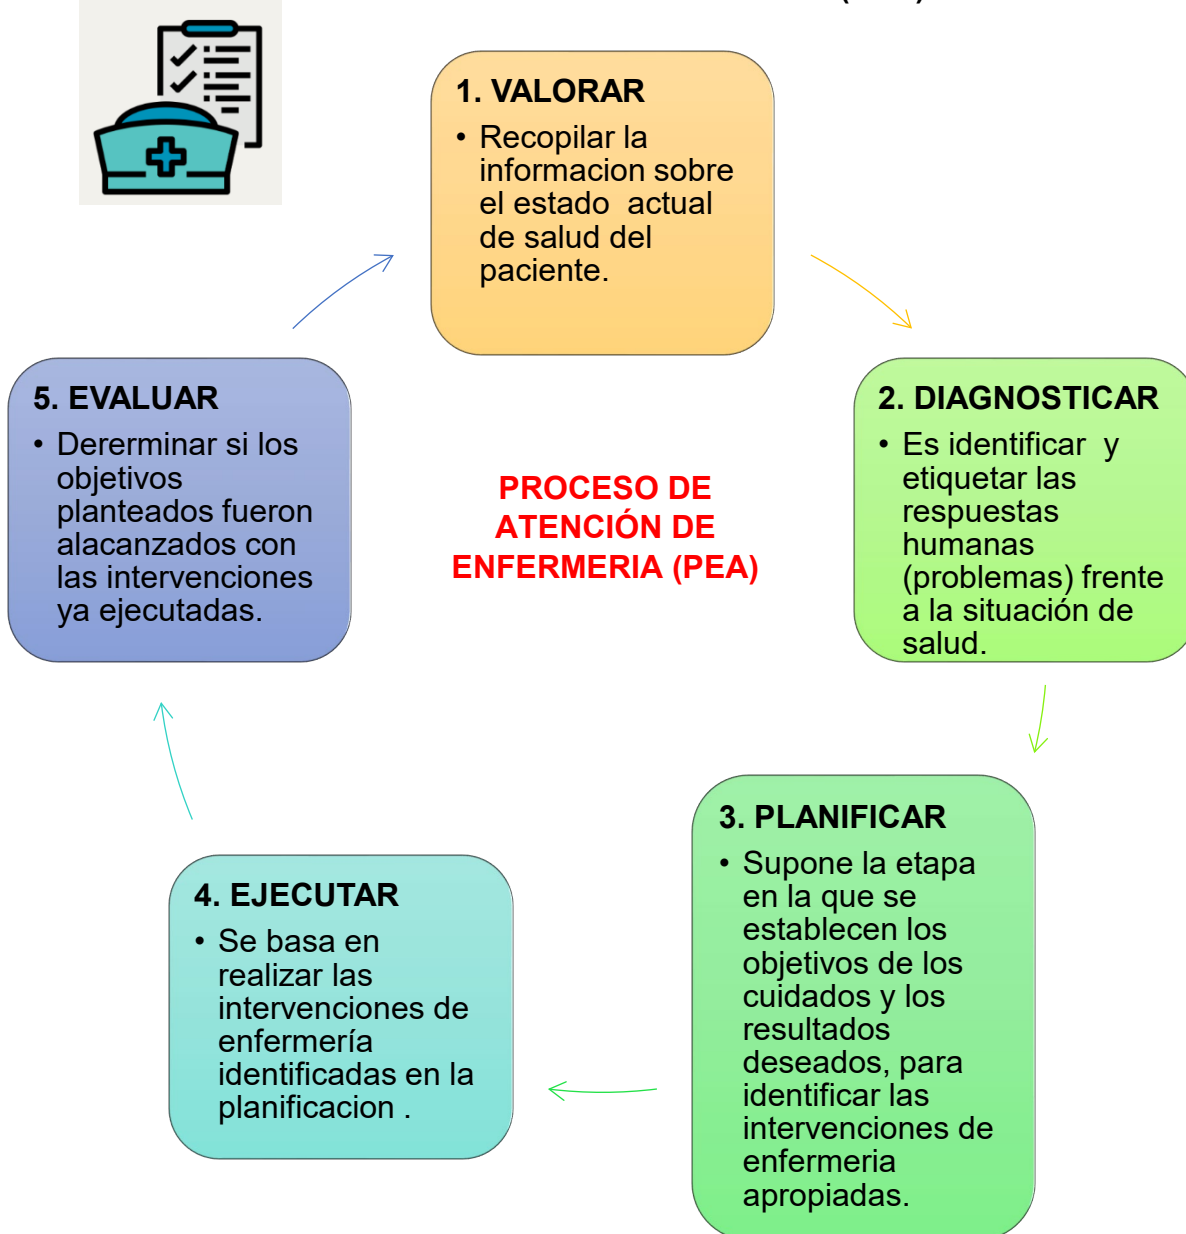 1. VALORAR
• Recopilar la
informacion sobre
el estado actual
de salud del
paciente.
2. DIAGNOSTICAR
• Es identificar y
etiquetar las
respuestas
humanas
(problemas) frente
a la situación de
salud.
3. PLANIFICAR
• Supone la etapa
en la que se
establecen los
objetivos de los
cuidados y los
resultados
deseados, para
identificar las
intervenciones de
enfermeria
apropiadas.
4. EJECUTAR
• Se basa en
realizar las
intervenciones de
enfermería
identificadas en la
planificacion .
5. EVALUAR
• Dererminar si los
objetivos
planteados fueron
alacanzados con
las intervenciones
ya ejecutadas.
PROCESO DE
ATENCIÓN DE
ENFERMERIA (PEA)